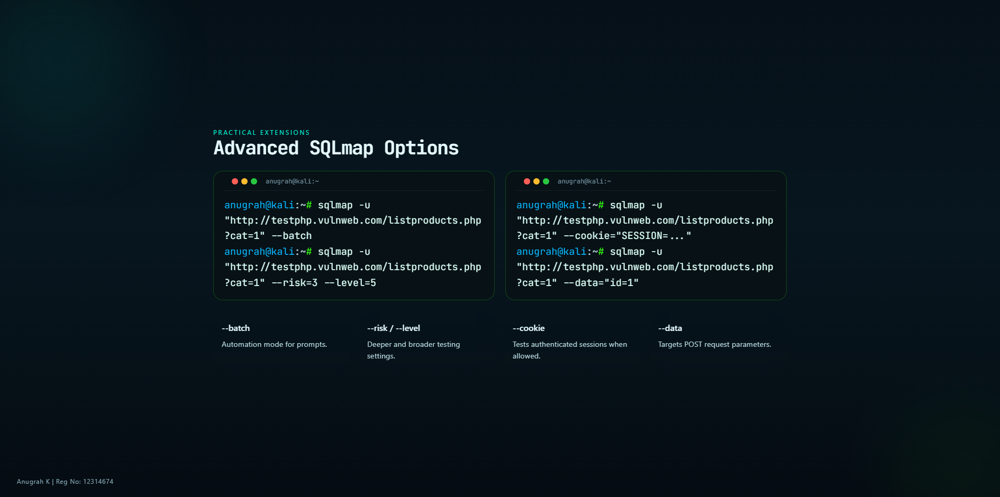 PRACTICAL EXTENSIONS
Advanced SQLmap Options
anugrah@kali:~
anugrah@kali:~# sqlmap -u
"http://testphp.vulnweb.com/listproducts.php
?cat=1" --batch
anugrah@kali:~# sqlmap -u
"http://testphp.vulnweb.com/listproducts.php
?cat=1" --risk=3 --level=5
anugrah@kali:~
anugrah@kali:~# sqlmap -u
"http://testphp.vulnweb.com/listproducts.php
?cat=1" --cookie="SESSION=..."
anugrah@kali:~# sqlmap -u
"http://testphp.vulnweb.com/listproducts.php
?cat=1" --data="id=1"
--batch
Automation mode for prompts.
--risk / --level
Deeper and broader testing
settings.
--cookie
Tests authenticated sessions when
allowed.
--data
Targets POST request parameters.
Anugrah K | Reg No: 12314674